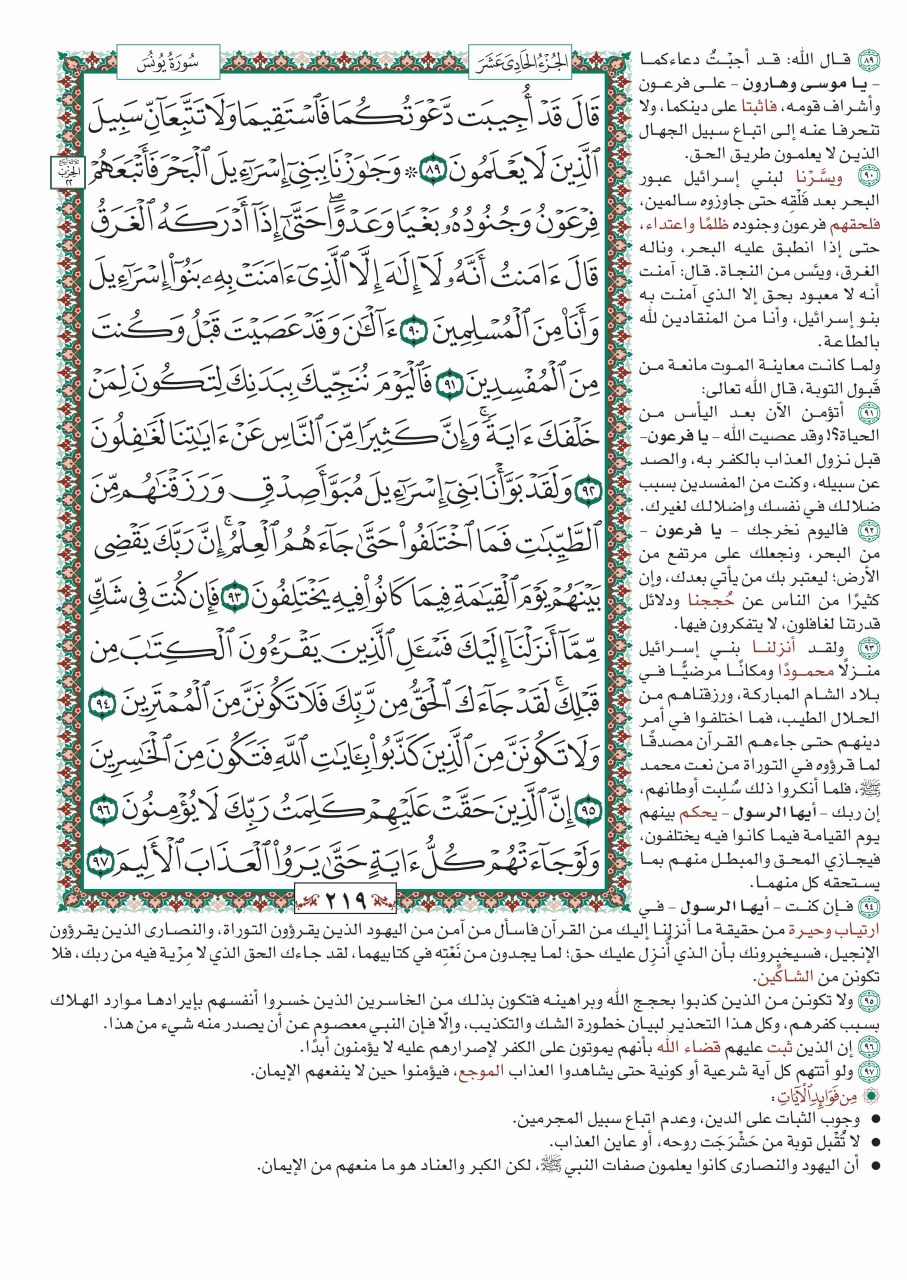 سُورَةُ يُونُسَ
الجُزْءُ الحَادِيَ عَشَرَ
قَالَ قَدۡ أُجِيبَت دَّعۡوَتُكُمَا فَٱسۡتَقِيمَا وَلَا تَتَّبِعَآنِّ سَبِيلَ
ٱلَّذِينَ لَا يَعۡلَمُونَ ٨٩ ۞ وَجَٰوَزۡنَا بِبَنِيٓ إِسۡرَٰٓءِيلَ ٱلۡبَحۡرَ فَأَتۡبَعَهُمۡ
فِرۡعَوۡنُ وَجُنُودُهُۥ بَغۡيٗا وَعَدۡوًاۖ حَتَّىٰٓ إِذَآ أَدۡرَكَهُ ٱلۡغَرَقُ
قَالَ ءَامَنتُ أَنَّهُۥ لَآ إِلَٰهَ إِلَّا ٱلَّذِيٓ ءَامَنَتۡ بِهِۦ بَنُوٓاْ إِسۡرَٰٓءِيلَ
وَأَنَا۠ مِنَ ٱلۡمُسۡلِمِينَ ٩٠ ءَآلۡـَٰٔنَ وَقَدۡ عَصَيۡتَ قَبۡلُ وَكُنتَ
مِنَ ٱلۡمُفۡسِدِينَ ٩١ فَٱلۡيَوۡمَ نُنَجِّيكَ بِبَدَنِكَ لِتَكُونَ لِمَنۡ
خَلۡفَكَ ءَايَةٗۚ وَإِنَّ كَثِيرٗا مِّنَ ٱلنَّاسِ عَنۡ ءَايَٰتِنَا لَغَٰفِلُونَ
٩٢ وَلَقَدۡ بَوَّأۡنَا بَنِيٓ إِسۡرَٰٓءِيلَ مُبَوَّأَ صِدۡقٖ وَرَزَقۡنَٰهُم مِّنَ
ٱلطَّيِّبَٰتِ فَمَا ٱخۡتَلَفُواْ حَتَّىٰ جَآءَهُمُ ٱلۡعِلۡمُۚ إِنَّ رَبَّكَ يَقۡضِي
بَيۡنَهُمۡ يَوۡمَ ٱلۡقِيَٰمَةِ فِيمَا كَانُواْ فِيهِ يَخۡتَلِفُونَ ٩٣ فَإِن كُنتَ فِي شَكّٖ
مِّمَّآ أَنزَلۡنَآ إِلَيۡكَ فَسۡـَٔلِ ٱلَّذِينَ يَقۡرَءُونَ ٱلۡكِتَٰبَ مِن
قَبۡلِكَۚ لَقَدۡ جَآءَكَ ٱلۡحَقُّ مِن رَّبِّكَ فَلَا تَكُونَنَّ مِنَ ٱلۡمُمۡتَرِينَ ٩٤
وَلَا تَكُونَنَّ مِنَ ٱلَّذِينَ كَذَّبُواْ بِـَٔايَٰتِ ٱللَّهِ فَتَكُونَ مِنَ ٱلۡخَٰسِرِينَ
٩٥ إِنَّ ٱلَّذِينَ حَقَّتۡ عَلَيۡهِمۡ كَلِمَتُ رَبِّكَ لَا يُؤۡمِنُونَ ٩٦
وَلَوۡ جَآءَتۡهُمۡ كُلُّ ءَايَةٍ حَتَّىٰ يَرَوُاْ ٱلۡعَذَابَ ٱلۡأَلِيمَ ٩٧
٢١٩
٨٩ قـال الله: قد أجبْتُ دعاءكما
- يا موسى وهارون - على فرعون
وأشراف قومه، فاثبتا على دينكما، ولا
تنحرفا عنه إلى اتباع سبيل الجهال
الذين لا يعلمون طريق الحق.
٩٠ ويسَّرْنا لبني إسرائيل عبور
البحر بعد فَلْقِه حتى جاوزوه سالمين،
فلحقهم فرعون وجنوده ظلمًا واعتداء،
حتى إذا انطبق عليه البحر، وناله
الغرق، ويئس من النجاة. قال: آمنت
أنه لا معبود بحق إلا الذي آمنت به
بنو إسرائيل، وأنا من المنقادين لله
بالطاعة.
ولما كانت معاينة الموت مانعة من
قَبول التوبة، قال الله تعالى:
٩١ أتؤمن الآن بعد اليأس من
الحياة؟! وقد عصيت الله - يا فرعون-
قبل نزول العذاب بالكفر به، والصد
عن سبيله، وكنت من المفسدين بسبب
ضلالك في نفسك وإضلالك لغيرك.
٩٢ فاليوم نخرجك - يا فرعون -
من البحر، ونجعلك على مرتفع من
الأرض؛ ليعتبر بك من يأتي بعدك، وإن
كثيرًا من الناس عن حُججنا ودلائل
قدرتنا لغافلون، لا يتفكرون فيها.
٩٣ ولقد أنزلنا بني إسرائيل
منزلًا محمودًا ومكانًا مرضيًّا في
بلاد الشام المباركة، ورزقناهم من
الحلال الطيب، فما اختلفوا في أمر
دينهم حتى جاءهم القرآن مصدقًا
لما قرؤوه في التوراة من نعت محمد
ﷺ، فلما أنكروا ذلك سُلِبت أوطانهم،
إن ربك - أيها الرسول - يحكم بينهم
يوم القيامة فيما كانوا فيه يختلفون،
فيجازي المحق والمبطل منهم بما
يستحقه كل منهما.
٩٤ فـإن كنت - أيها الرسول - في
ارتياب وحيرة من حقيقة ما أنزلنا إليك من القرآن فاسأل من آمن من اليهود الذين يقرؤون التوراة، والنصارى الذين يقرؤون
الإنجيل، فسيخبرونك بأن الذي أُنزِل عليك حق؛ لما يجدون من نَعْتِه في كتابيهما، لقد جاءك الحق الذي لا مِرْية فيه من ربك، فلا
تكونن من الشاكِّين.
٩٥ ولا تكونن من الذين كذبوا بحجج الله وبراهينه فتكون بذلك من الخاسرين الذين خسروا أنفسهم بإيرادها موارد الهلاك
بسبب كفرهم، وكل هذا التحذير لبيان خطورة الشك والتكذيب، وإلّا فإن النبي معصوم عن أن يصدر منه شيء من هذا.
٩٦ إن الذين ثبت عليهم قضاء الله بأنهم يموتون على الكفر لإصرارهم عليه لا يؤمنون أبدًا.
٩٧ ولو أتتهم كل آية شرعية أو كونية حتى يشاهدوا العذاب الموجع، فيؤمنوا حين لا ينفعهم الإيمان.
مِن فَوَائِدِ ٱلۡأٓيَاتِ:
• وجوب الثبات على الدين، وعدم اتباع سبيل المجرمين.
• لا تُقْبل توبة من حَشْرَجَت روحه، أو عاين العذاب.
• أن اليهود والنصارى كانوا يعلمون صفات النبي ﷺ، لكن الكبر والعناد هو ما منعهم من الإيمان.